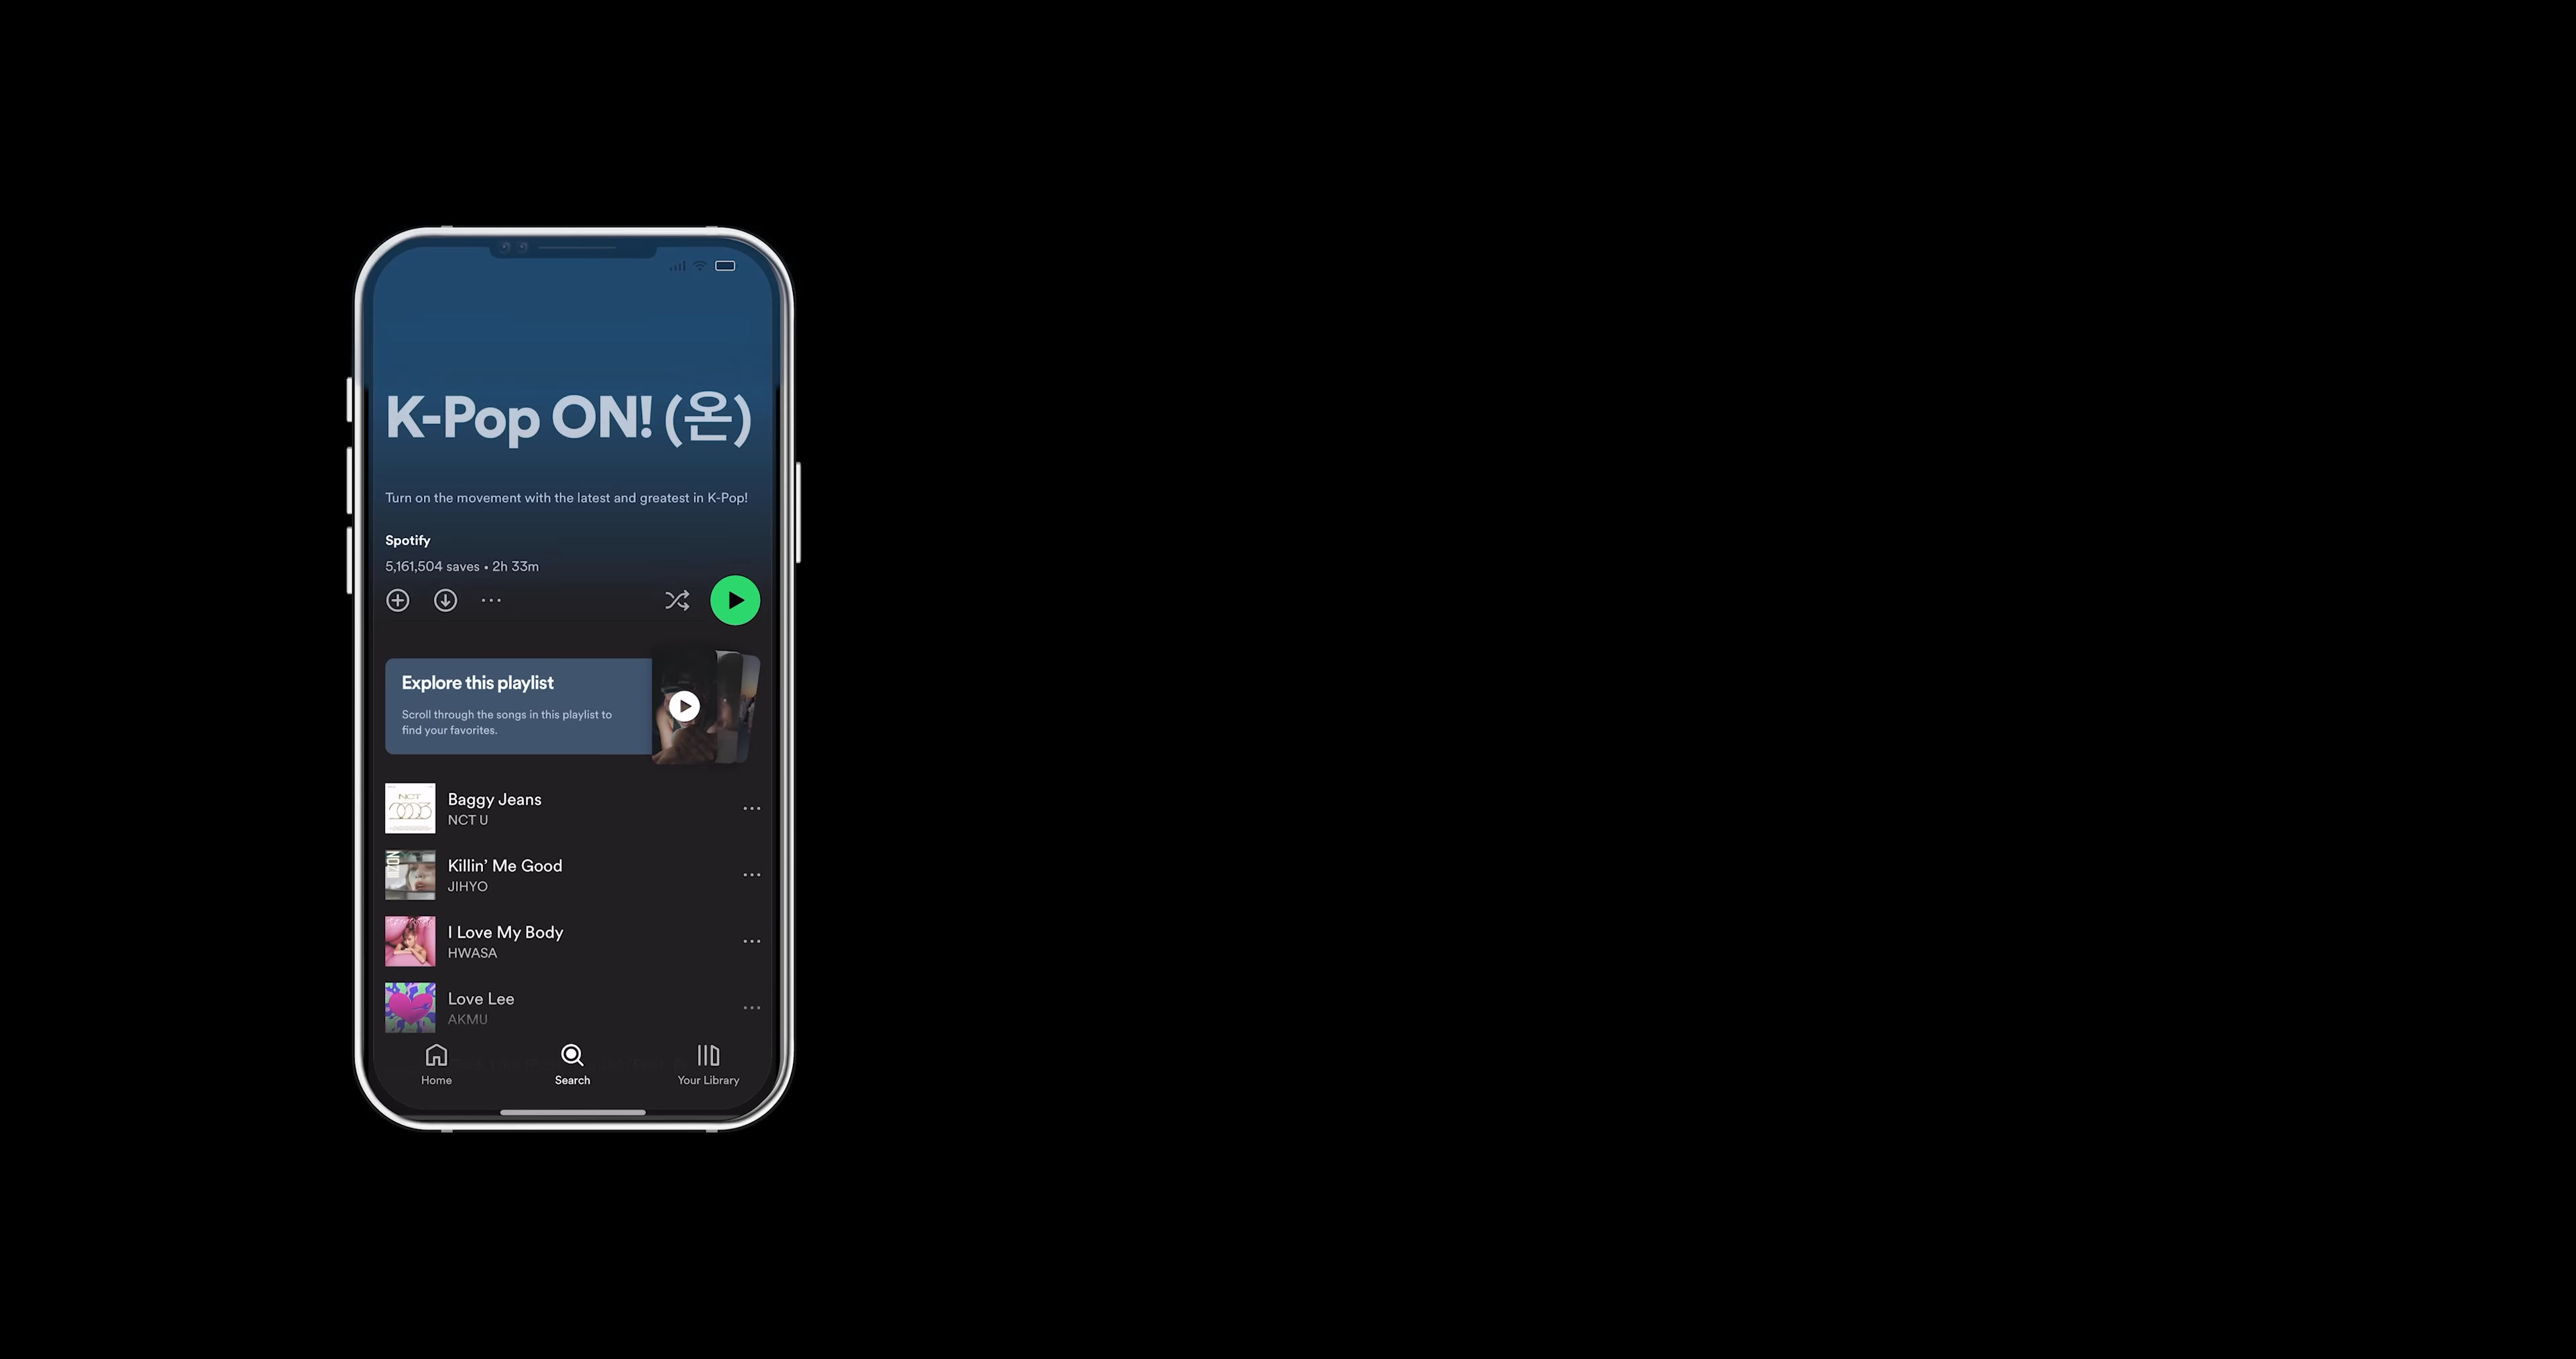 K-Pop ON! (온)
Turn on the movement with the latest and greatest in K-Pop!
Spotify
5,161,504 saves • 2h 33m
Explore this playlist
Scroll through the songs in this playlist to
find your favorites.
NCT
Baggy Jeans
NCT U
Killin’ Me Good
JIHYO
I Love My Body
HWASA
Love Lee
AKMU
Home
Search
Your Library